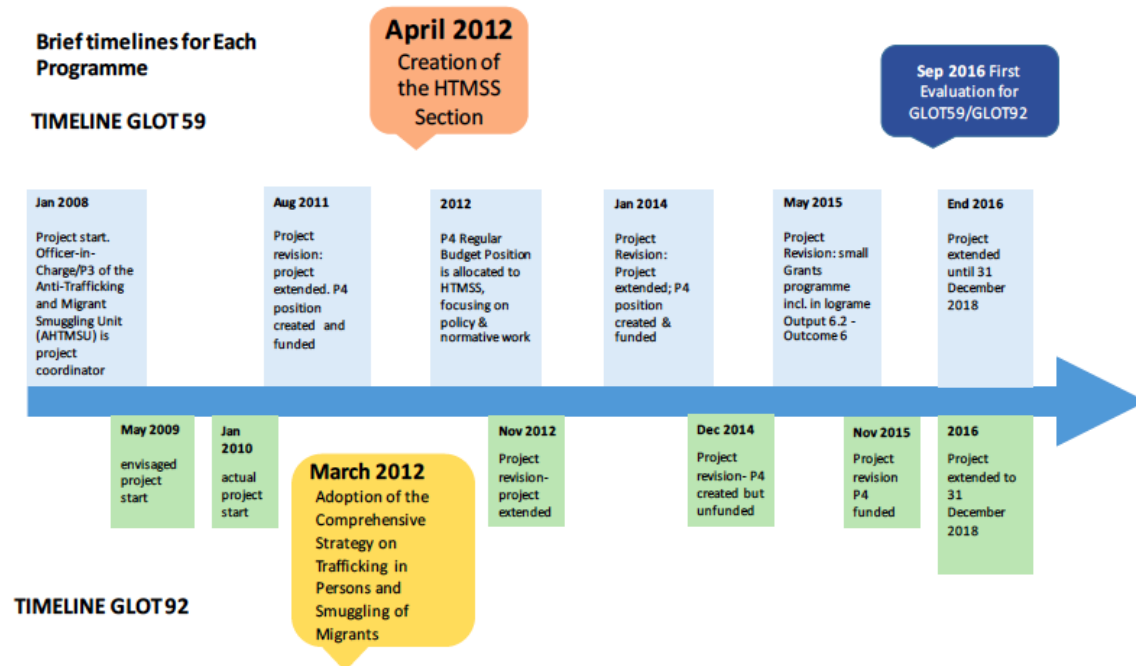 Brief timelines for Each
Programme
TIMELINE GLOT 59
April 2012
Creation of
the HTMSS
Section
Sep 2016 First
Evaluation for
GLOT59/GLOT92
Jan 2008
Project start.
Officer-in-
Charge/P3 of the
Anti-Trafficking
and Migrant
Smuggling Unit
(AHTMSU) is
project
coordinator
Aug 2011
Project
revision:
project
extended. P4
position
created and
funded
2012
P4 Regular
Budget Position
is allocated to
HTMSS,
focusing on
policy &
normative work
Jan 2014
Project
Revision:
Project
extended; P4
position
created &
funded
May 2015
Project
Revision: small
Grants
programme
incl. in lograme
Output 6.2 -
Outcome 6
End 2016
Project
extended
until 31
December
2018
May 2009
envisaged
project
start
Jan
2010
actual
project
start
March 2012
Adoption of the
Comprehensive
Strategy on
Trafficking in
Persons and
Smuggling of
Migrants
Nov 2012
Project
revision-
project
extended
Dec 2014
Project
revision- P4
created but
unfunded
Nov 2015
Project
revision
P4
funded
2016
Project
extended to
31
December
2018
TIMELINE GLOT 92